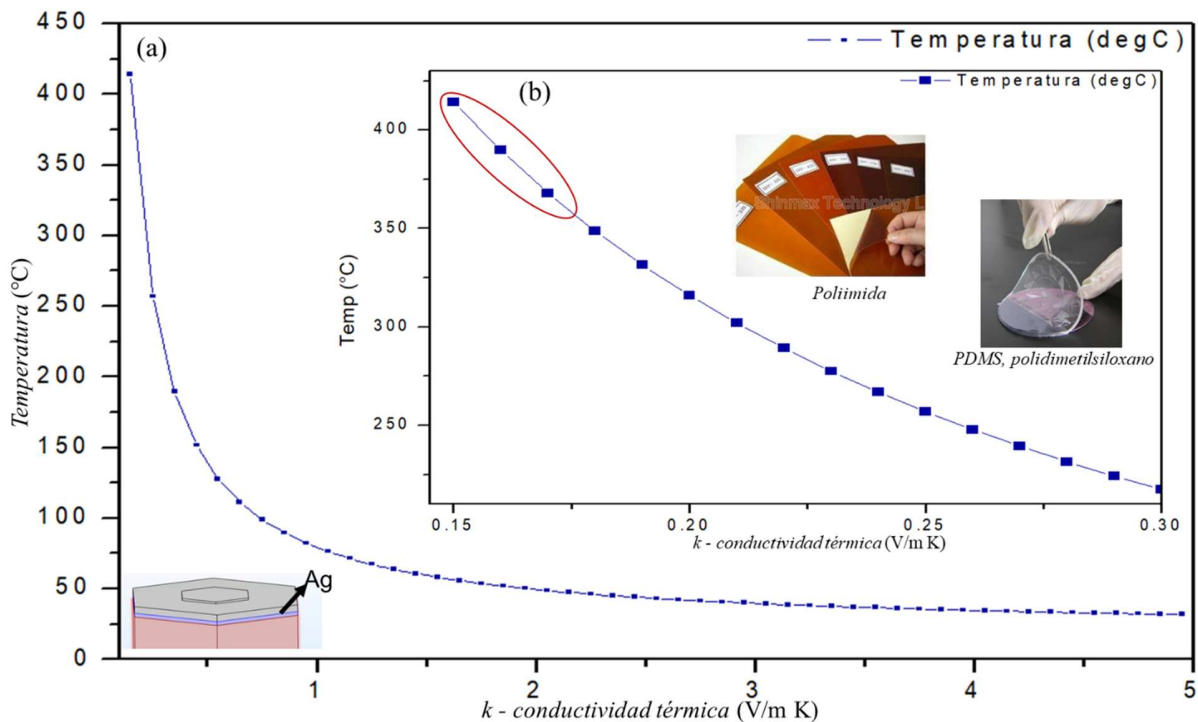 450
400
350
300
250
200
150
100
50
0
Temperatura (°C)
(a)
Temperatura (degC)
(b)
Temperatura (degC)
400
350
300
250
Temp (°C)
Shinmax Technology L
Poliimida
PDMS, polidimetilsiloxano
0.15
0.20
0.25
0.30
k - conductividad térmica (V/m K)
Ag
1
2
3
4
5
k - conductividad térmica (V/m K)